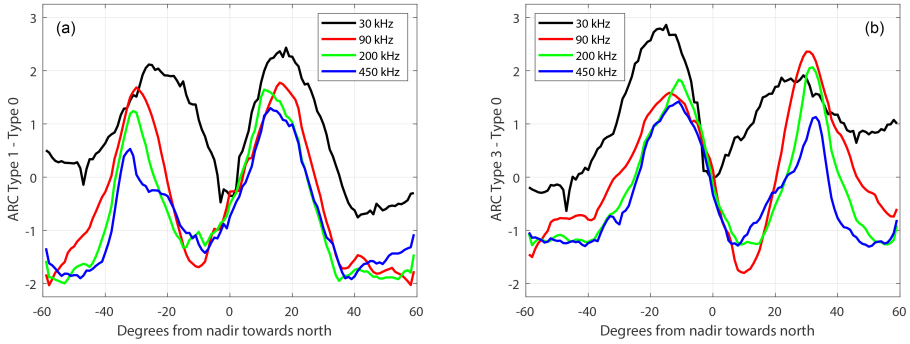 (a)
30 kHz
90 kHz
200 kHz
450 kHz
3
2
1
0
-1
-2
ARC Type 1 - Type 0
-60 -40 -20 0 20 40 60
Degrees from nadir towards north
(b)
30 kHz
90 kHz
200 kHz
450 kHz
3
2
1
0
-1
-2
ARC Type 3 - Type 0
-60 -40 -20 0 20 40 60
Degrees from nadir towards north